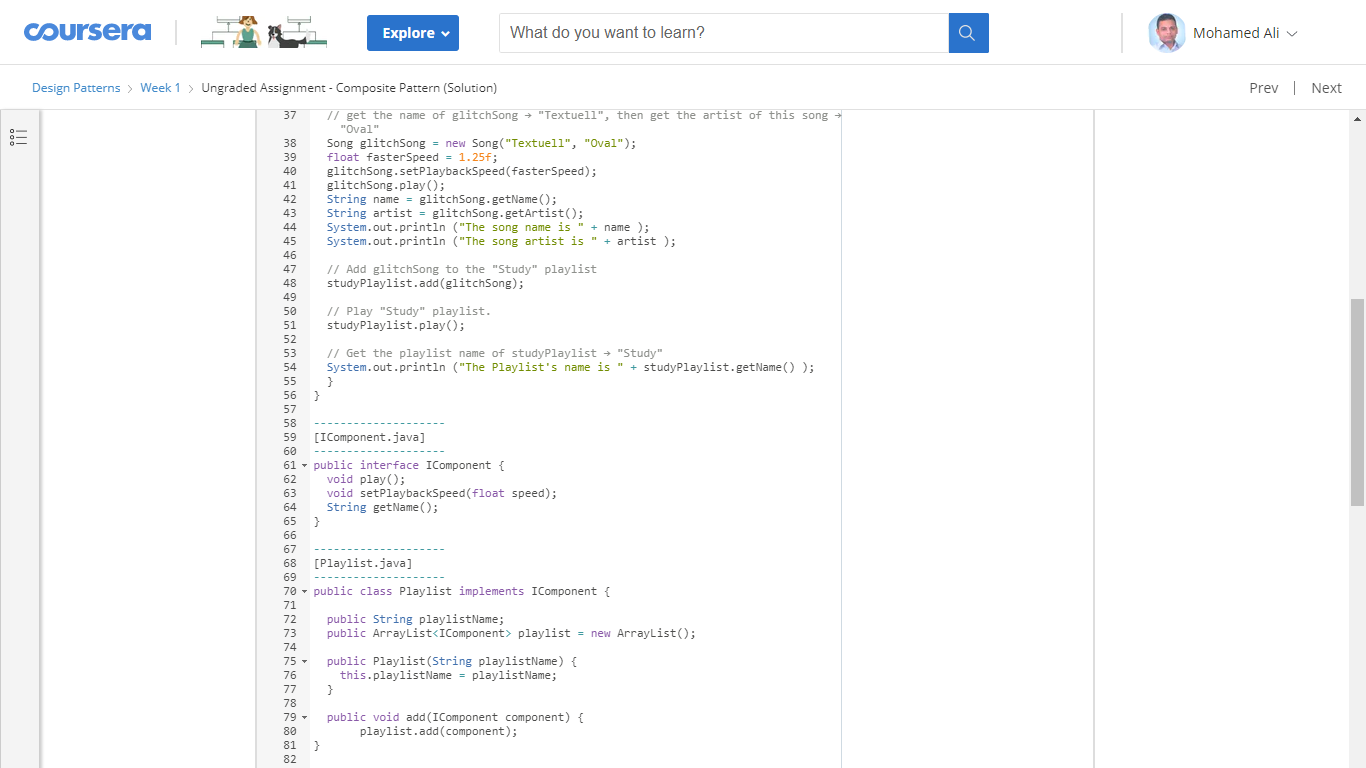 coursera
Explore
What do you want to learn?
Mohamed Ali
Design Patterns > Week 1 > Ungraded Assignment - Composite Pattern (Solution)
Prev | Next
37 // get the name of glitchSong → "Textuell", then get the artist of this song →
"Oval"
38 Song glitchSong = new Song("Textuell", "Oval");
39 float fasterSpeed = 1.25f;
40 glitchSong.setPlaybackSpeed(fasterSpeed);
41 glitchSong.play();
42 String name = glitchSong.getName();
43 String artist = glitchSong.getArtist();
44 System.out.println ("The song name is " + name );
45 System.out.println ("The song artist is " + artist );
46
47 // Add glitchSong to the "Study" playlist
48 studyPlaylist.add(glitchSong);
49
50 // Play "Study" playlist.
51 studyPlaylist.play();
52
53 // Get the playlist name of studyPlaylist → "Study"
54 System.out.println ("The Playlist's name is " + studyPlaylist.getName() );
55 }
56 }
57
58 --------------------
59 [IComponent.java]
60 --------------------
61 public interface IComponent {
62 void play();
63 void setPlaybackSpeed(float speed);
64 String getName();
65 }
66
67 --------------------
68 [Playlist.java]
69 --------------------
70 public class Playlist implements IComponent {
71
72 public String playlistName;
73 public ArrayList<IComponent> playlist = new ArrayList();
74
75 public Playlist(String playlistName) {
76 this.playlistName = playlistName;
77 }
78
79 public void add(IComponent component) {
80 playlist.add(component);
81 }
82